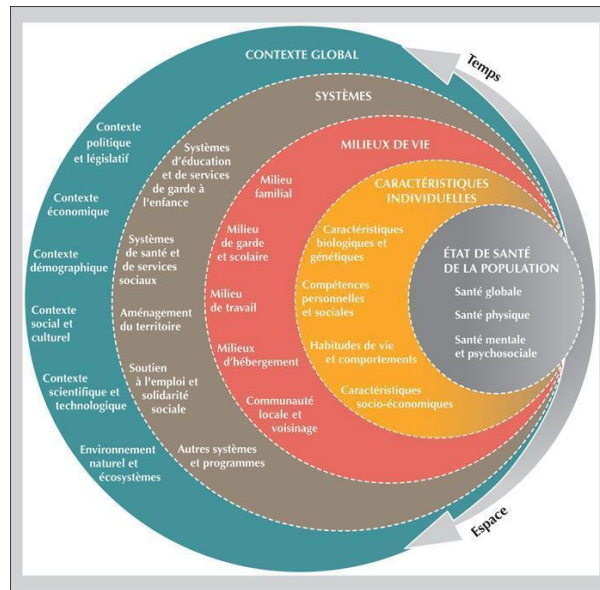 CONTEXTE GLOBAL
Temps
SYSTÈMES
MILIEUX DE VIE
CARACTÉRISTIQUES
INDIVIDUELLES
ÉTAT DE SANTÉ
DE LA POPULATION
Santé globale
Santé physique
Santé mentale
et psychosociale
Contexte
politique
et législatif
Contexte
économique
Contexte
démographique
Contexte
social et
culturel
Contexte
scientifique et
technologique
Environnement
naturel et
écosystèmes
Systèmes
d'éducation
et de services
de garde à
l'enfance
Systèmes
de santé et
de services
sociaux
Aménagement
du territoire
Soutien
à l'emploi et
solidarité
sociale
Autres systèmes
et programmes
Milieu
familial
Milieu
de garde
et scolaire
Milieu
de travail
Milieux
d'hébergement
Communauté
locale et
voisinage
Caractéristiques
biologiques et
génétiques
Compétences
personnelles
et sociales
Habitudes de vie
et comportements
Caractéristiques
socio-économiques
Espace